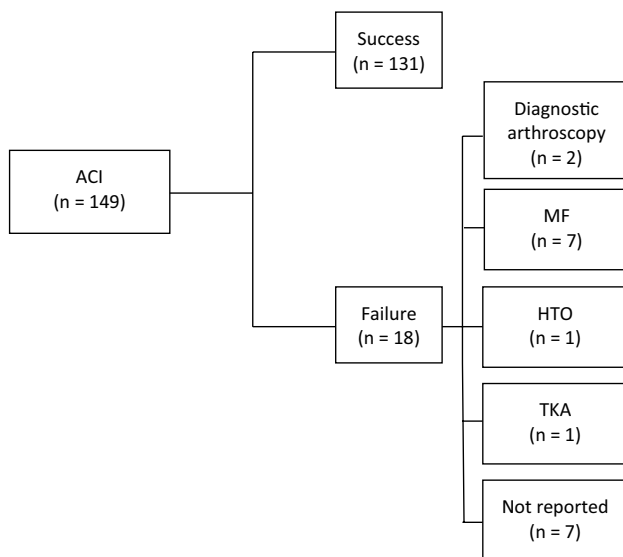 Success
(n = 131)
Diagnostic
arthroscopy
(n = 2)
ACI
(n = 149)
MF
(n = 7)
Failure
(n = 18)
HTO
(n = 1)
TKA
(n = 1)
Not reported
(n = 7)